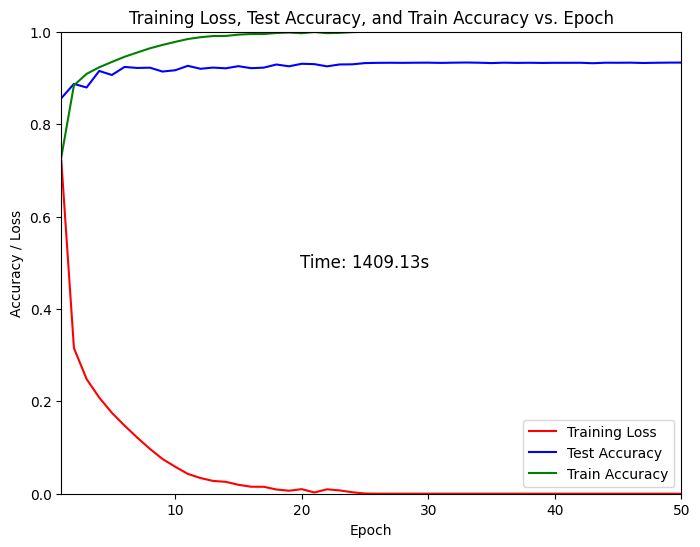 Training Loss, Test Accuracy, and Train Accuracy vs. Epoch
1.0
0.8
0.6
0.4
0.2
0.0
Accuracy / Loss
Time: 1409.13s
Training Loss
Test Accuracy
Train Accuracy
10 20 30 40 50
Epoch